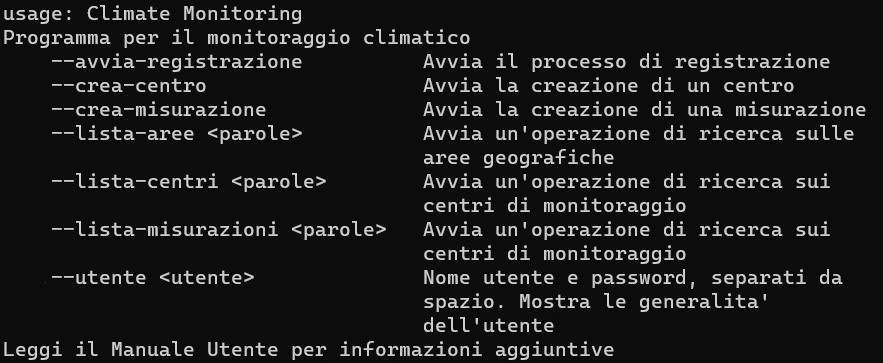 usage: Climate Monitoring
Programma per il monitoraggio climatico
--avvia-registrazione Avvia il processo di registrazione
--crea-centro Avvia la creazione di un centro
--crea-misurazione Avvia la creazione di una misurazione
--lista-aree <parole> Avvia un'operazione di ricerca sulle
aree geografiche
--lista-centri <parole> Avvia un'operazione di ricerca sui
centri di monitoraggio
--lista-misurazioni <parole> Avvia un'operazione di ricerca sui
centri di monitoraggio
--utente <utente> Nome utente e password, separati da
spazio. Mostra le generalita'
dell'utente
Leggi il Manuale Utente per informazioni aggiuntive